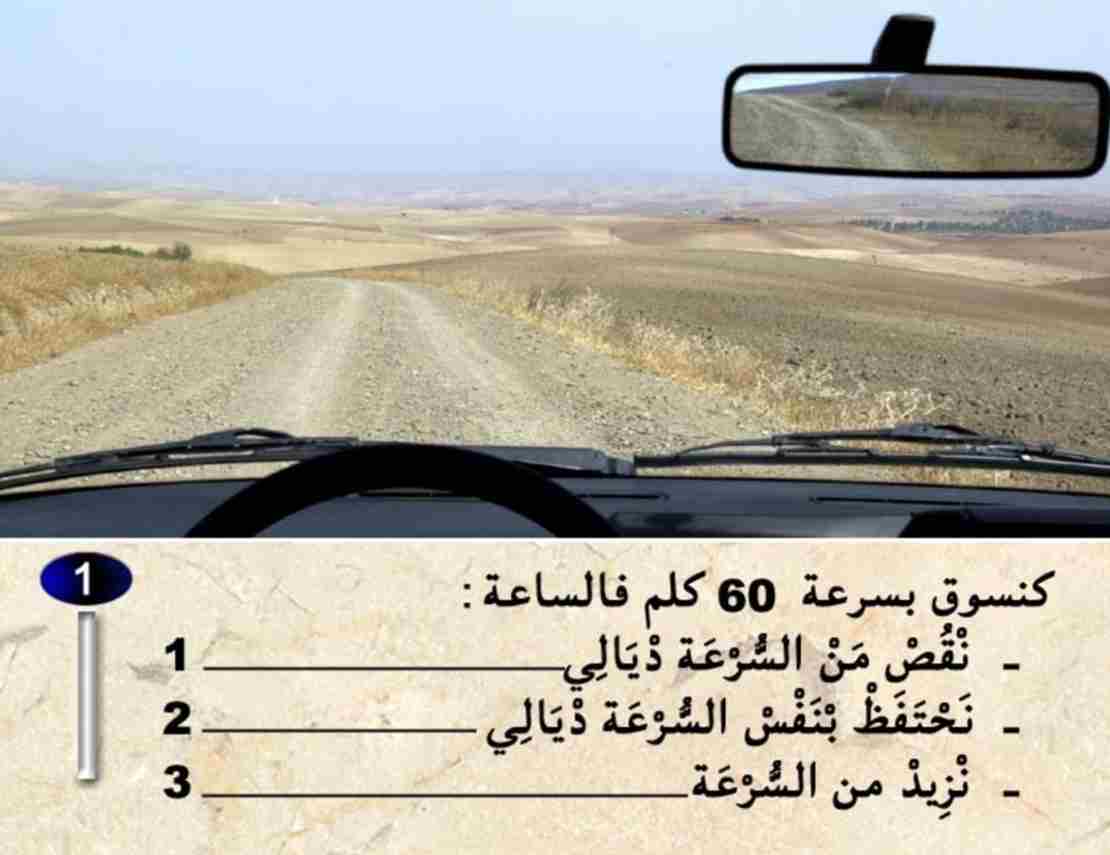 1
كنسوق بسرعة 60 كلم فالساعة :
- نْقُصْ مَنْ السُّرْعَة دْيَالِي 1
- نَحْتَفَظْ بْنَفْسْ السُّرْعَة دْيَالِي 2
- نْزِيدْ من السُّرْعَة 3